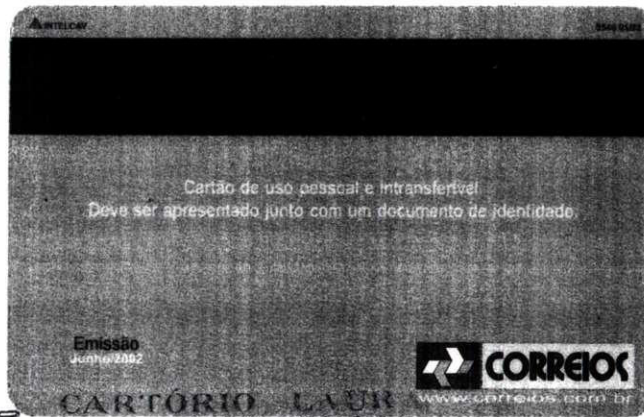 INTELCAV
Cartão de uso pessoal e intransferível
Deve ser apresentado junto com um documento de identidade.
Emissão
Junho/2002
CORREIOS
www.correios.com.br
CARTÓRIO